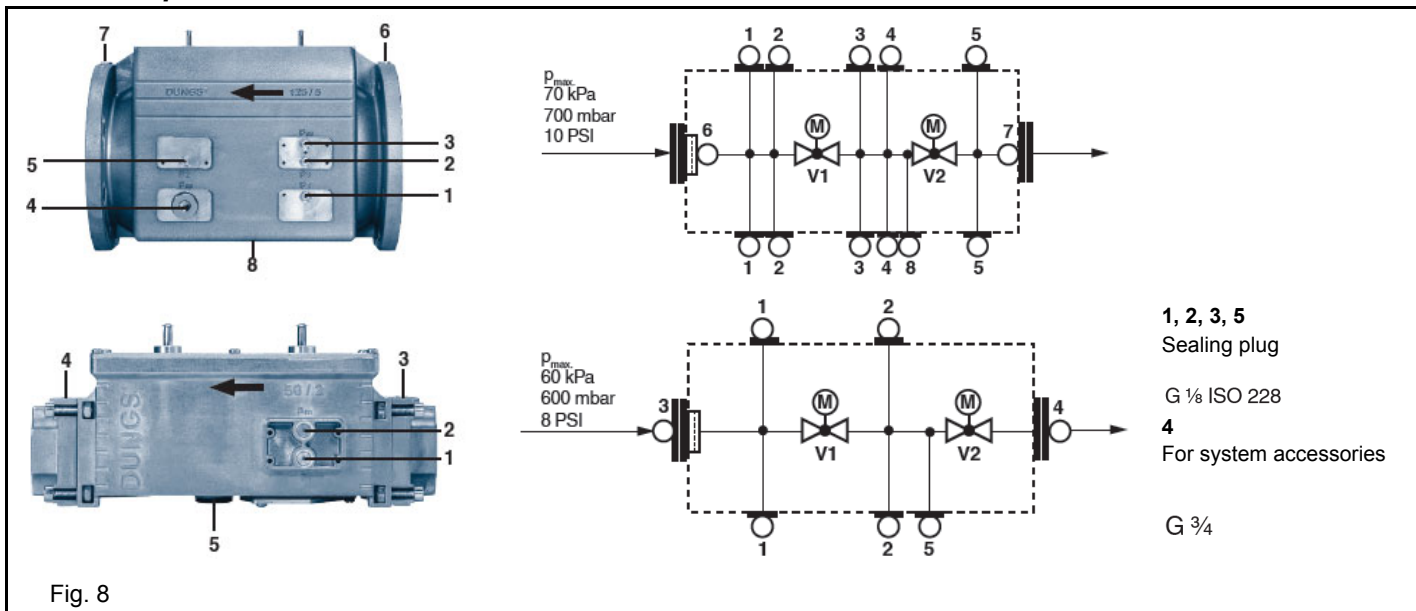 7
6
DUNGS
125/5
5
4
3
2
1
8
1 2 3 4 5
Pmax.
70 kPa
700 mbar
10 PSI
6
M
V1
M
V2
7
1 2 3 4 8 5
4
3
50 / 2
DUNGS
2
1
5
1 2
Pmax.
60 kPa
600 mbar
8 PSI
3
M
V1
M
V2
4
1 2 5
1, 2, 3, 5
Sealing plug
G ⅛ ISO 228
4
For system accessories
G ¾
Fig. 8